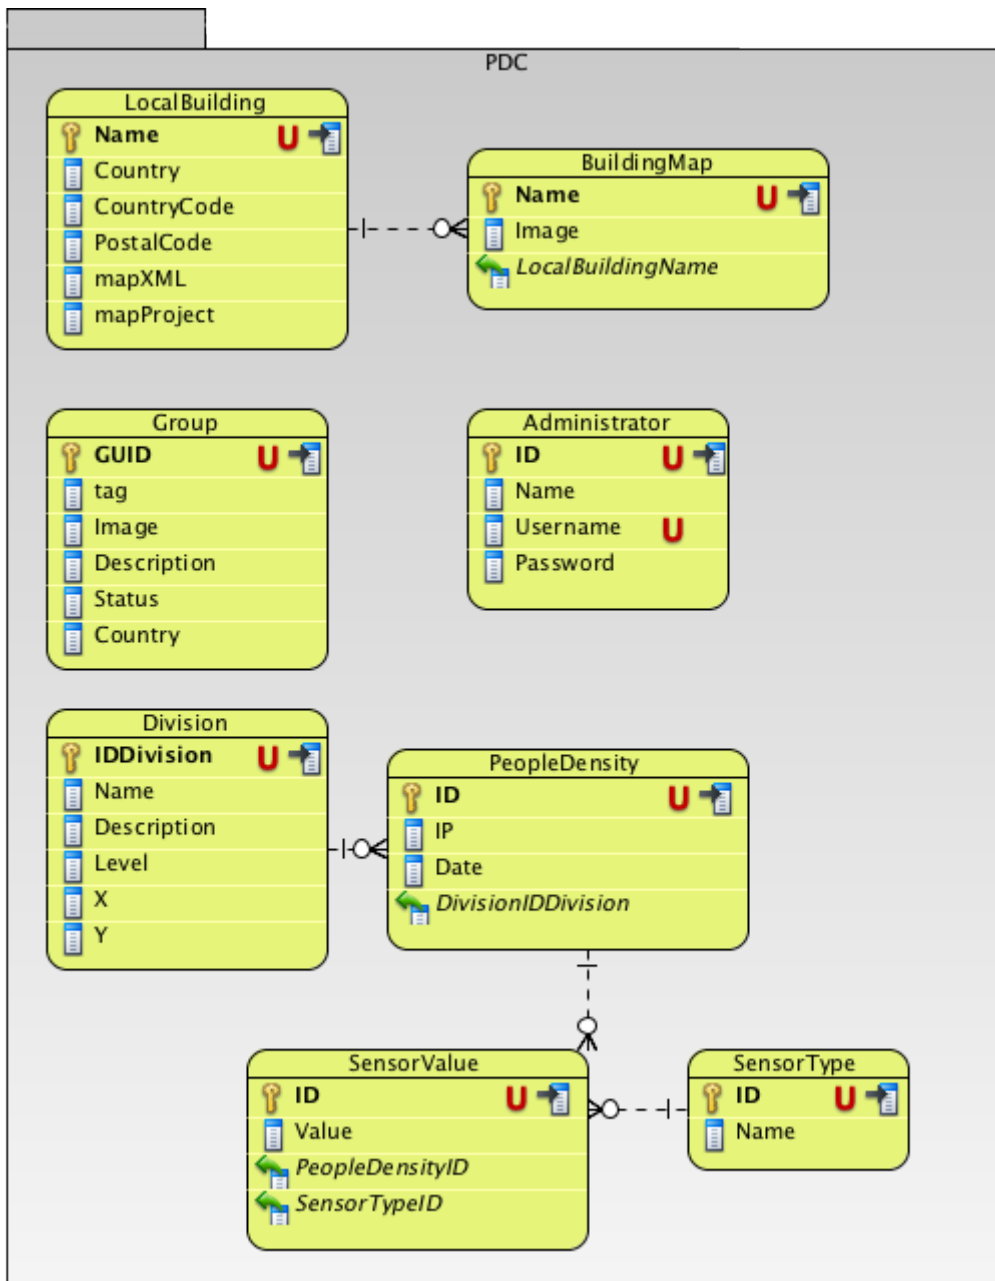 PDC
LocalBuilding
Name U
Country
CountryCode
PostalCode
mapXML
mapProject
BuildingMap
Name U
Image
LocalBuildingName
Group
GUID U
tag
Image
Description
Status
Country
Administrator
ID U
Name
Username U
Password
Division
IDDivision U
Name
Description
Level
X
Y
PeopleDensity
ID U
IP
Date
DivisionIDDivision
SensorValue
ID U
Value
PeopleDensityID
SensorTypeID
SensorType
ID U
Name